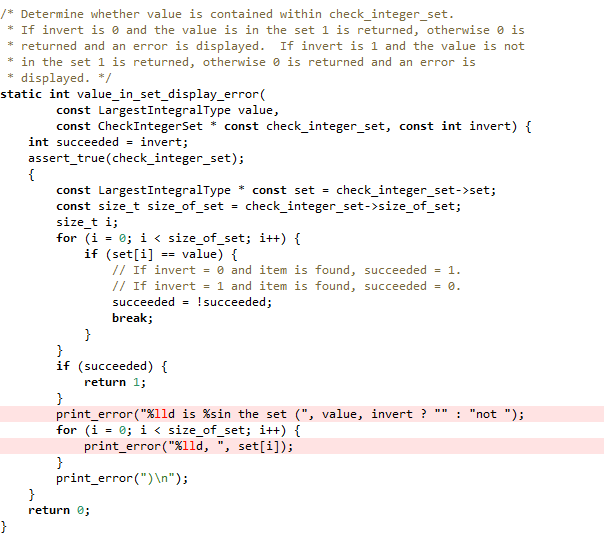 /* Determine whether value is contained within check_integer_set.
 * If invert is 0 and the value is in the set 1 is returned, otherwise 0 is
 * returned and an error is displayed.  If invert is 1 and the value is not
 * in the set 1 is returned, otherwise 0 is returned and an error is
 * displayed. */
static int value_in_set_display_error(
        const LargestIntegralType value,
        const CheckIntegerSet * const check_integer_set, const int invert) {
    int succeeded = invert;
    assert_true(check_integer_set);
    {
        const LargestIntegralType * const set = check_integer_set->set;
        const size_t size_of_set = check_integer_set->size_of_set;
        size_t i;
        for (i = 0; i < size_of_set; i++) {
            if (set[i] == value) {
                // If invert = 0 and item is found, succeeded = 1.
                // If invert = 1 and item is found, succeeded = 0.
                succeeded = !succeeded;
                break;
            }
        }
        if (succeeded) {
            return 1;
        }
        print_error("%lld is %sin the set (", value, invert ? "" : "not ");
        for (i = 0; i < size_of_set; i++) {
            print_error("%lld, ", set[i]);
        }
        print_error(")\n");
    }
    return 0;
}